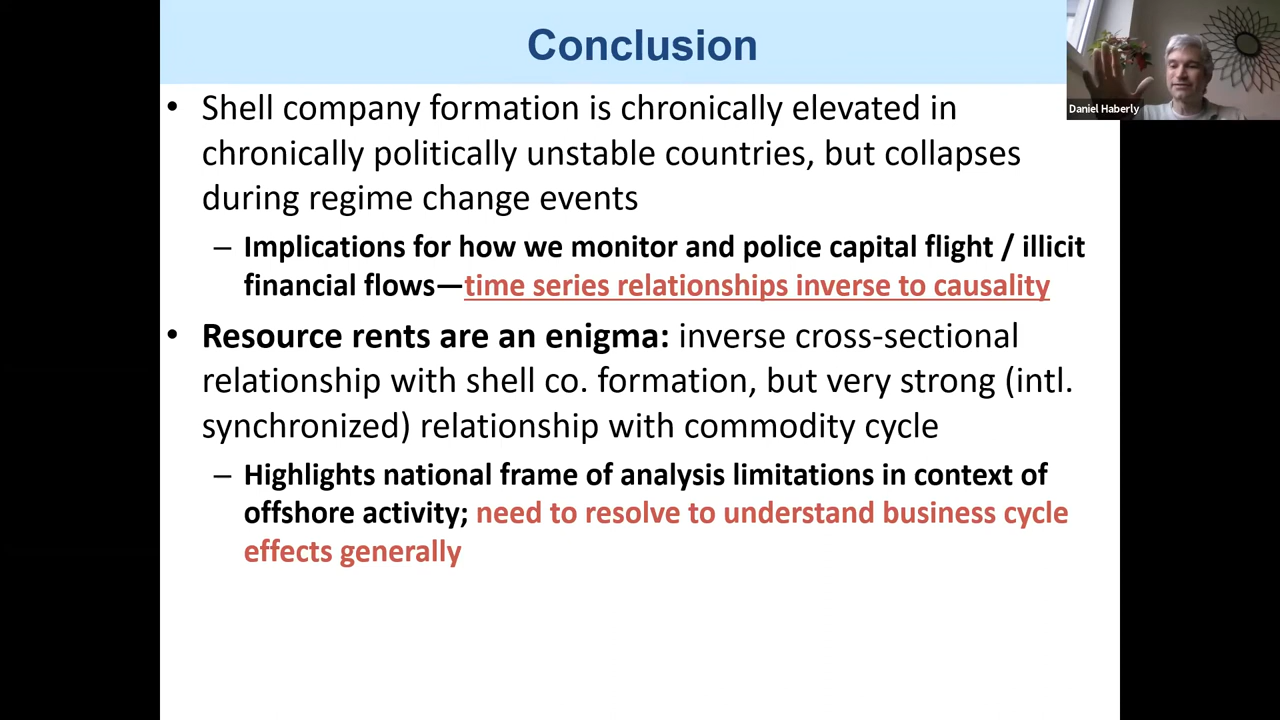 Conclusion
Daniel Haberly
• Shell company formation is chronically elevated in
chronically politically unstable countries, but collapses
during regime change events
– Implications for how we monitor and police capital flight / illicit
financial flows—time series relationships inverse to causality
• Resource rents are an enigma: inverse cross-sectional
relationship with shell co. formation, but very strong (intl.
synchronized) relationship with commodity cycle
– Highlights national frame of analysis limitations in context of
offshore activity; need to resolve to understand business cycle
effects generally